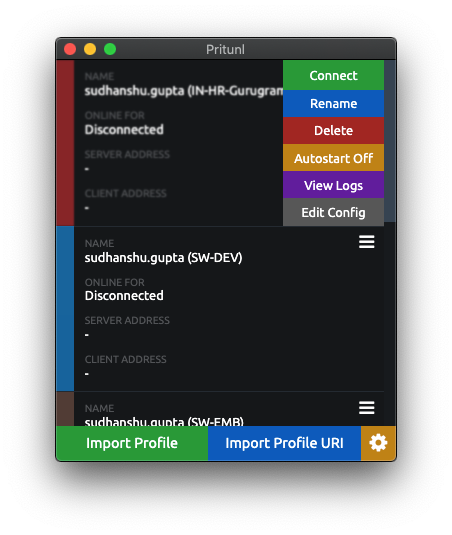 Pritunl
NAME
sudhanshu.gupta (IN-HR-Gurugram
ONLINE FOR
Disconnected
SERVER ADDRESS
-
CLIENT ADDRESS
-
Connect
Rename
Delete
Autostart Off
View Logs
Edit Config
NAME
sudhanshu.gupta (SW-DEV)
ONLINE FOR
Disconnected
SERVER ADDRESS
-
CLIENT ADDRESS
-
NAME
sudhanshu.gupta (SW-EMB)
Import Profile
Import Profile URI